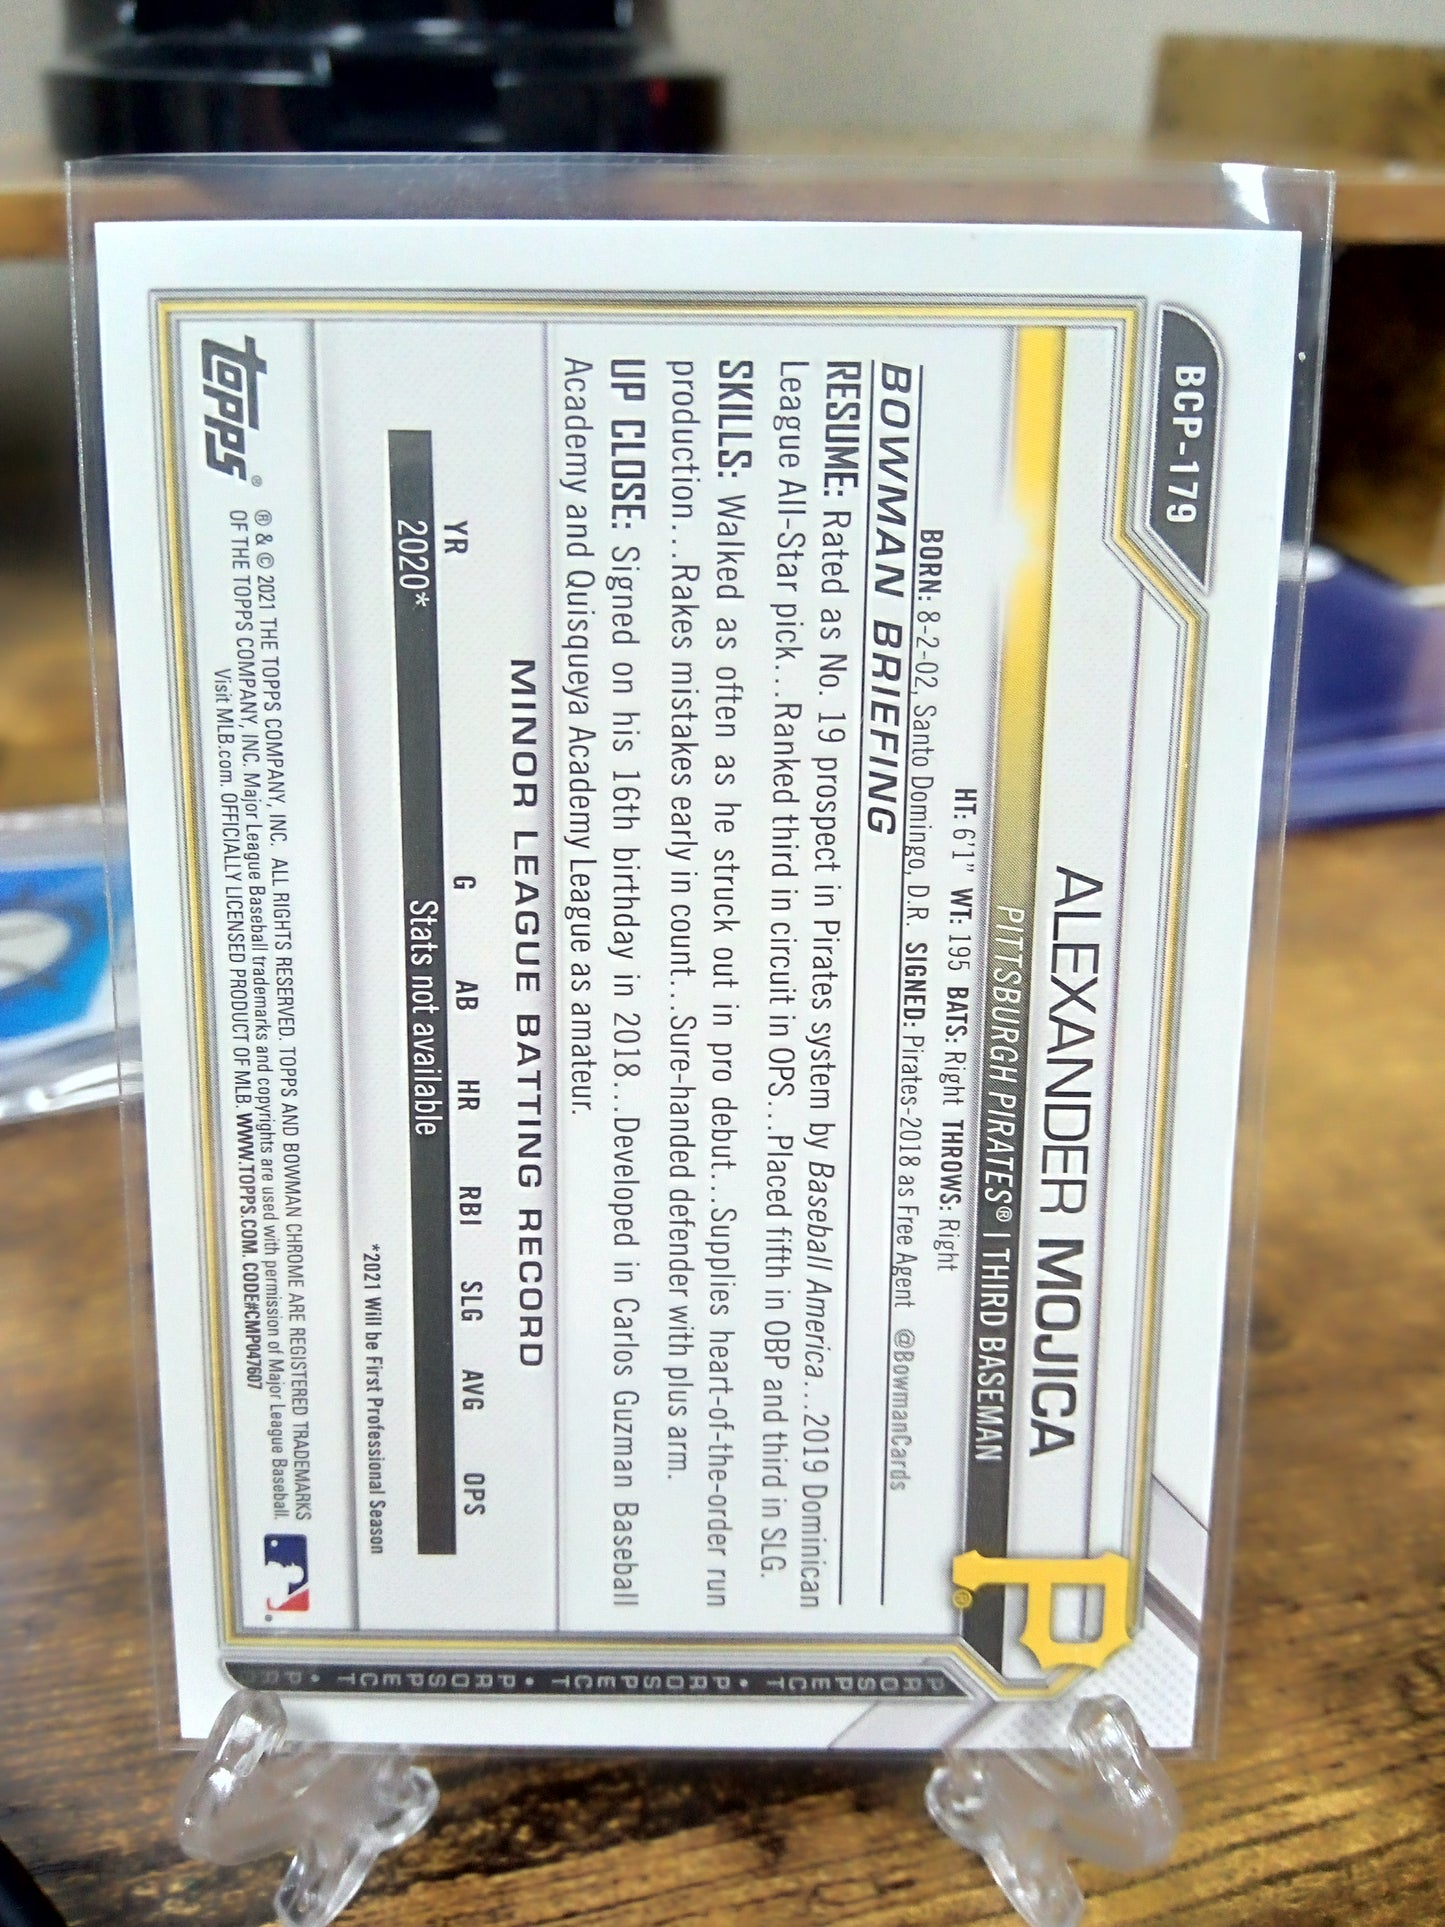 BCP-179
ALEXANDER MOJICA
PITTSBURGH PIRATES® | THIRD BASEMAN
P®
HT: 6'1" WT: 195 BATS: Right THROWS: Right
BORN: 8-2-02, Santo Domingo, D.R. SIGNED: Pirates-2018 as Free Agent @BowmanCards
BOWMAN BRIEFING
RESUME: Rated as No. 19 prospect in Pirates system by Baseball America...2019 Dominican
League All-Star pick...Ranked third in circuit in OPS...Placed fifth in OBP and third in SLG.
SKILLS: Walked as often as he struck out in pro debut...Supplies heart-of-the-order run
production...Rakes mistakes early in count...Sure-handed defender with plus arm.
UP CLOSE: Signed on his 16th birthday in 2018...Developed in Carlos Guzman Baseball
Academy and Quisqueya Academy League as amateur.
MINOR LEAGUE BATTING RECORD
YR G AB HR RBI SLG AVG OPS
2020* Stats not available
*2021 Will be First Professional Season
topps®
® & © 2021 THE TOPPS COMPANY, INC. ALL RIGHTS RESERVED. TOPPS AND BOWMAN CHROME ARE REGISTERED TRADEMARKS
OF THE TOPPS COMPANY, INC. Major League Baseball trademarks and copyrights are used with permission of Major League Baseball.
Visit MLB.com. OFFICIALLY LICENSED PRODUCT OF MLB. WWW.TOPPS.COM. CODE#CMP047607
PROSPECT • PROSPECT • PROSPECT • PR